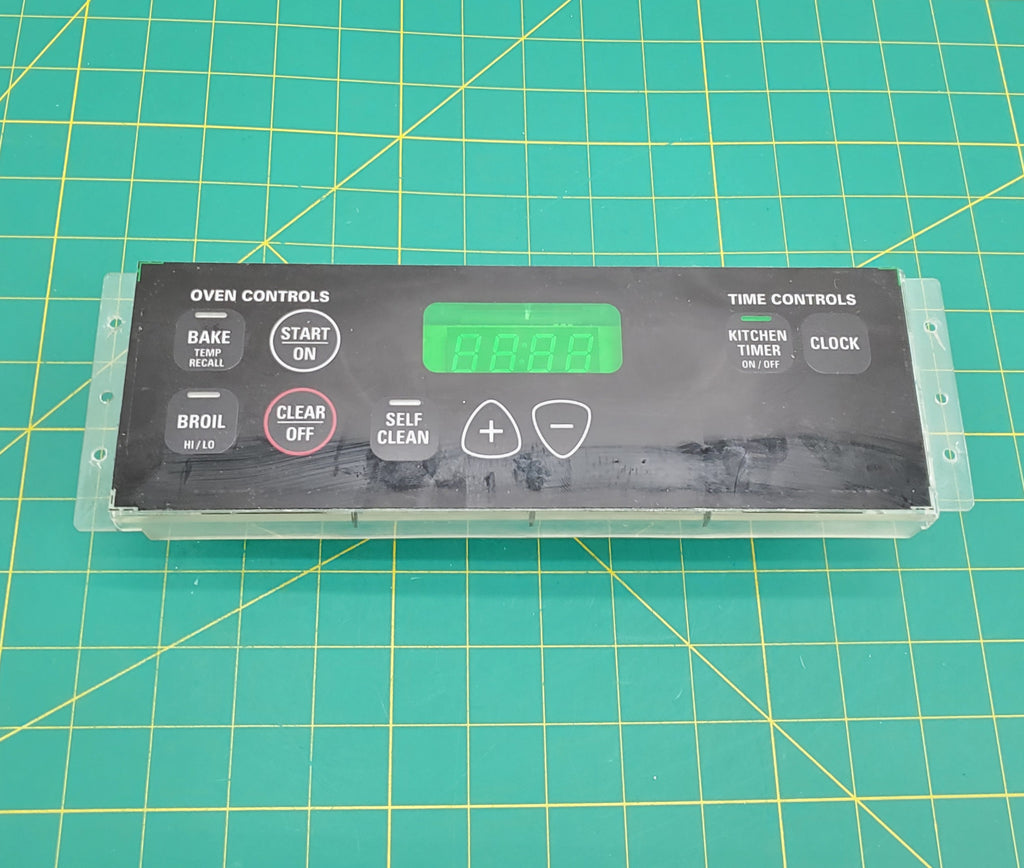 OVEN CONTROLS
BAKE
TEMP
RECALL
START
ON
BROIL
HI / LO
CLEAR
OFF
SELF
CLEAN
+
−
TIME CONTROLS
KITCHEN
TIMER
ON / OFF
CLOCK